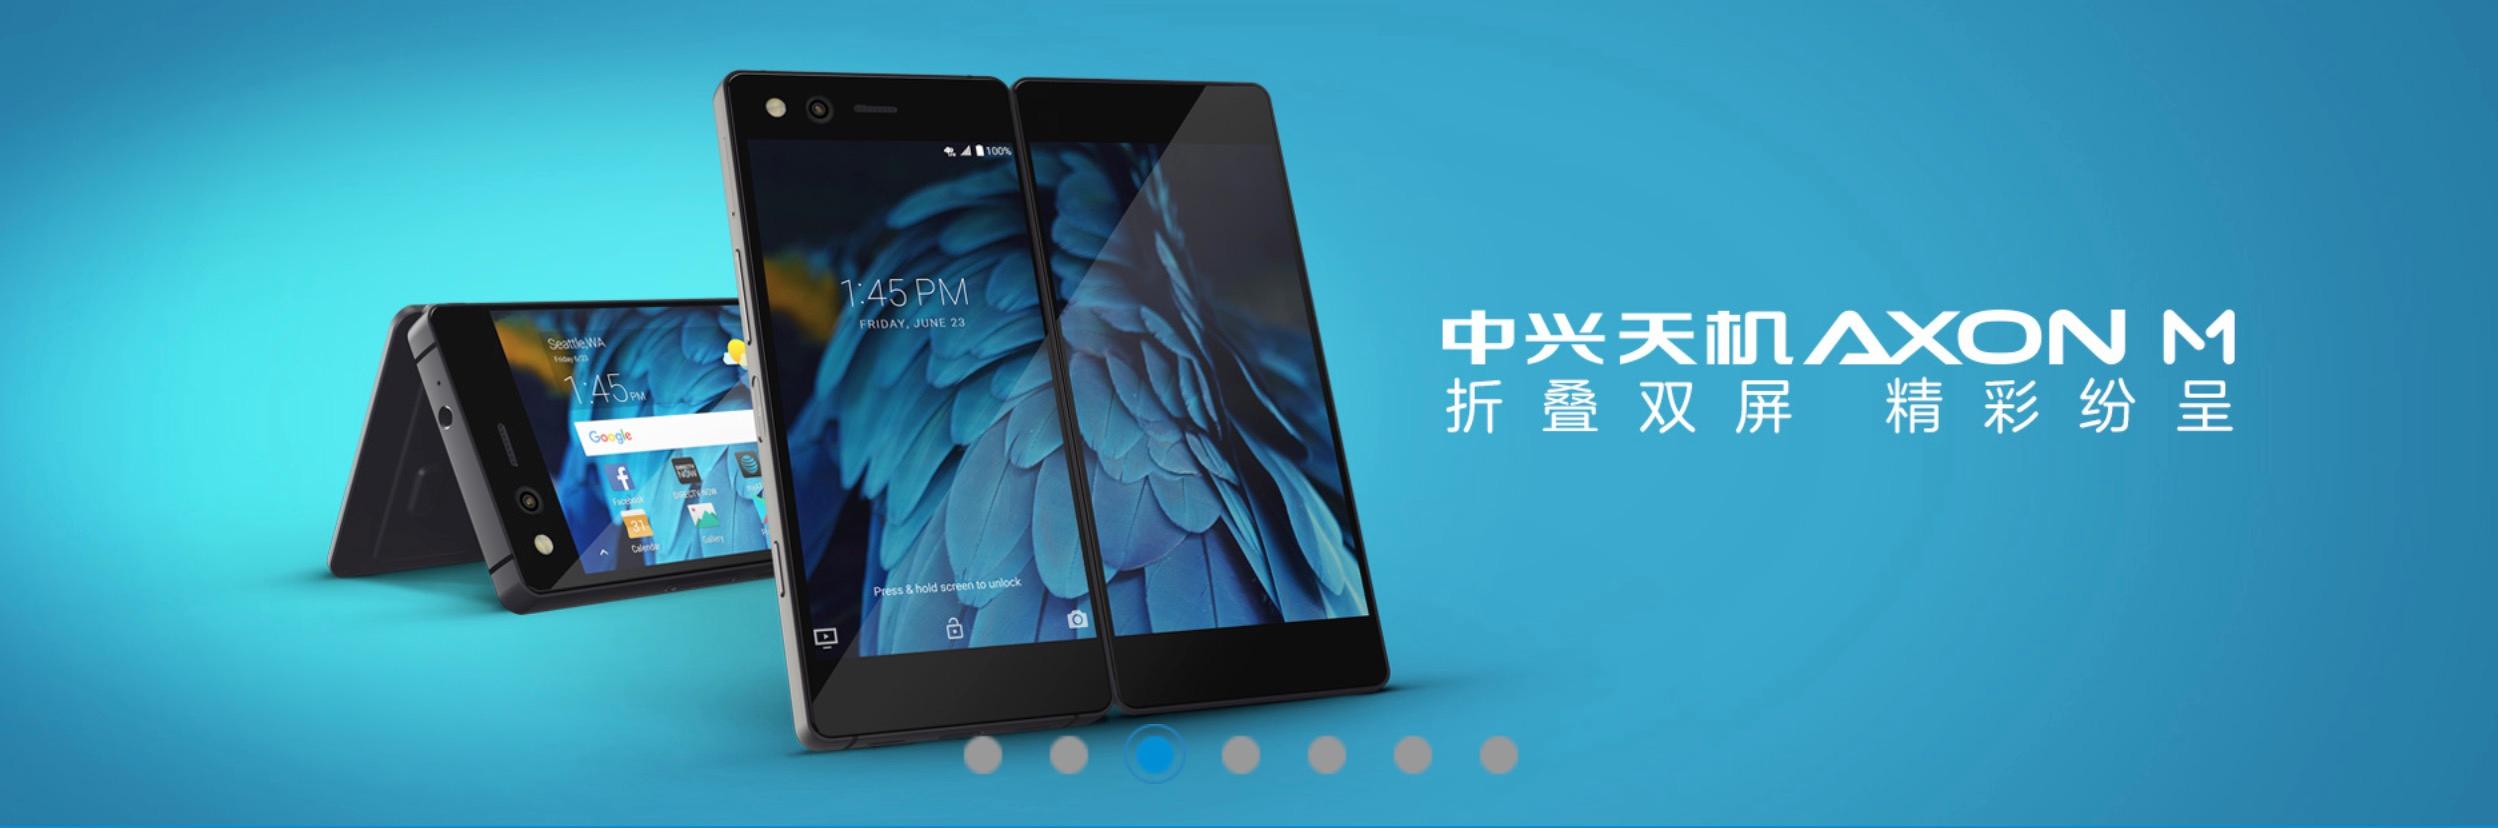 中兴天机AXON M
折叠双屏 精彩纷呈
100%
1:45 PM
FRIDAY, JUNE 23
Press & hold screen to unlock
Seattle,WA
Friday 6/23
1:45 PM
Google
Facebook
DIRECTV NOW
DIRECTV NOW
31
Calendar
Gallery